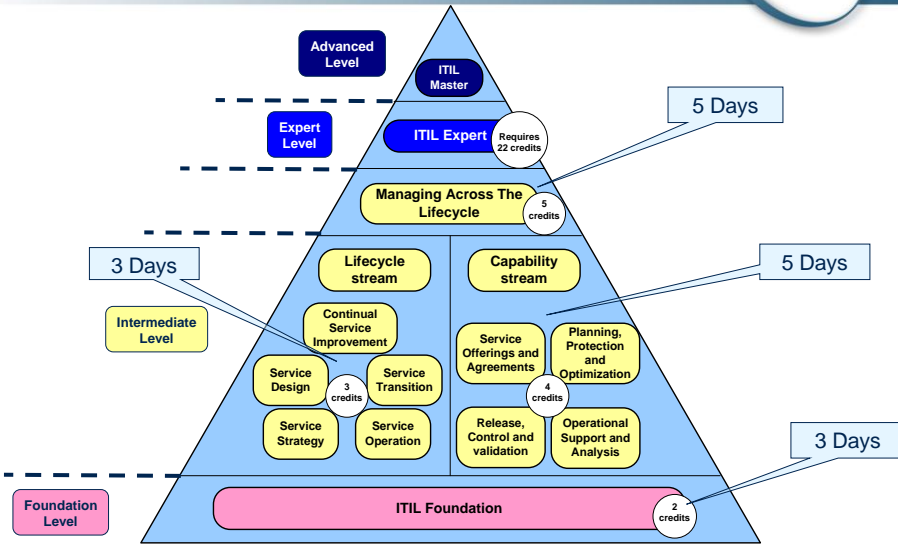 Advanced
Level
ITIL
Master
5 Days
Expert
Level
ITIL Expert
Requires
22 credits
Managing Across The
Lifecycle
5
credits
3 Days
Lifecycle
stream
Capability
stream
5 Days
Intermediate
Level
Continual
Service
Improvement
Service
Design
3
credits
Service
Transition
Service
Strategy
Service
Operation
Service
Offerings and
Agreements
Planning,
Protection
and
Optimization
4
credits
Release,
Control and
validation
Operational
Support and
Analysis
3 Days
Foundation
Level
ITIL Foundation
2
credits